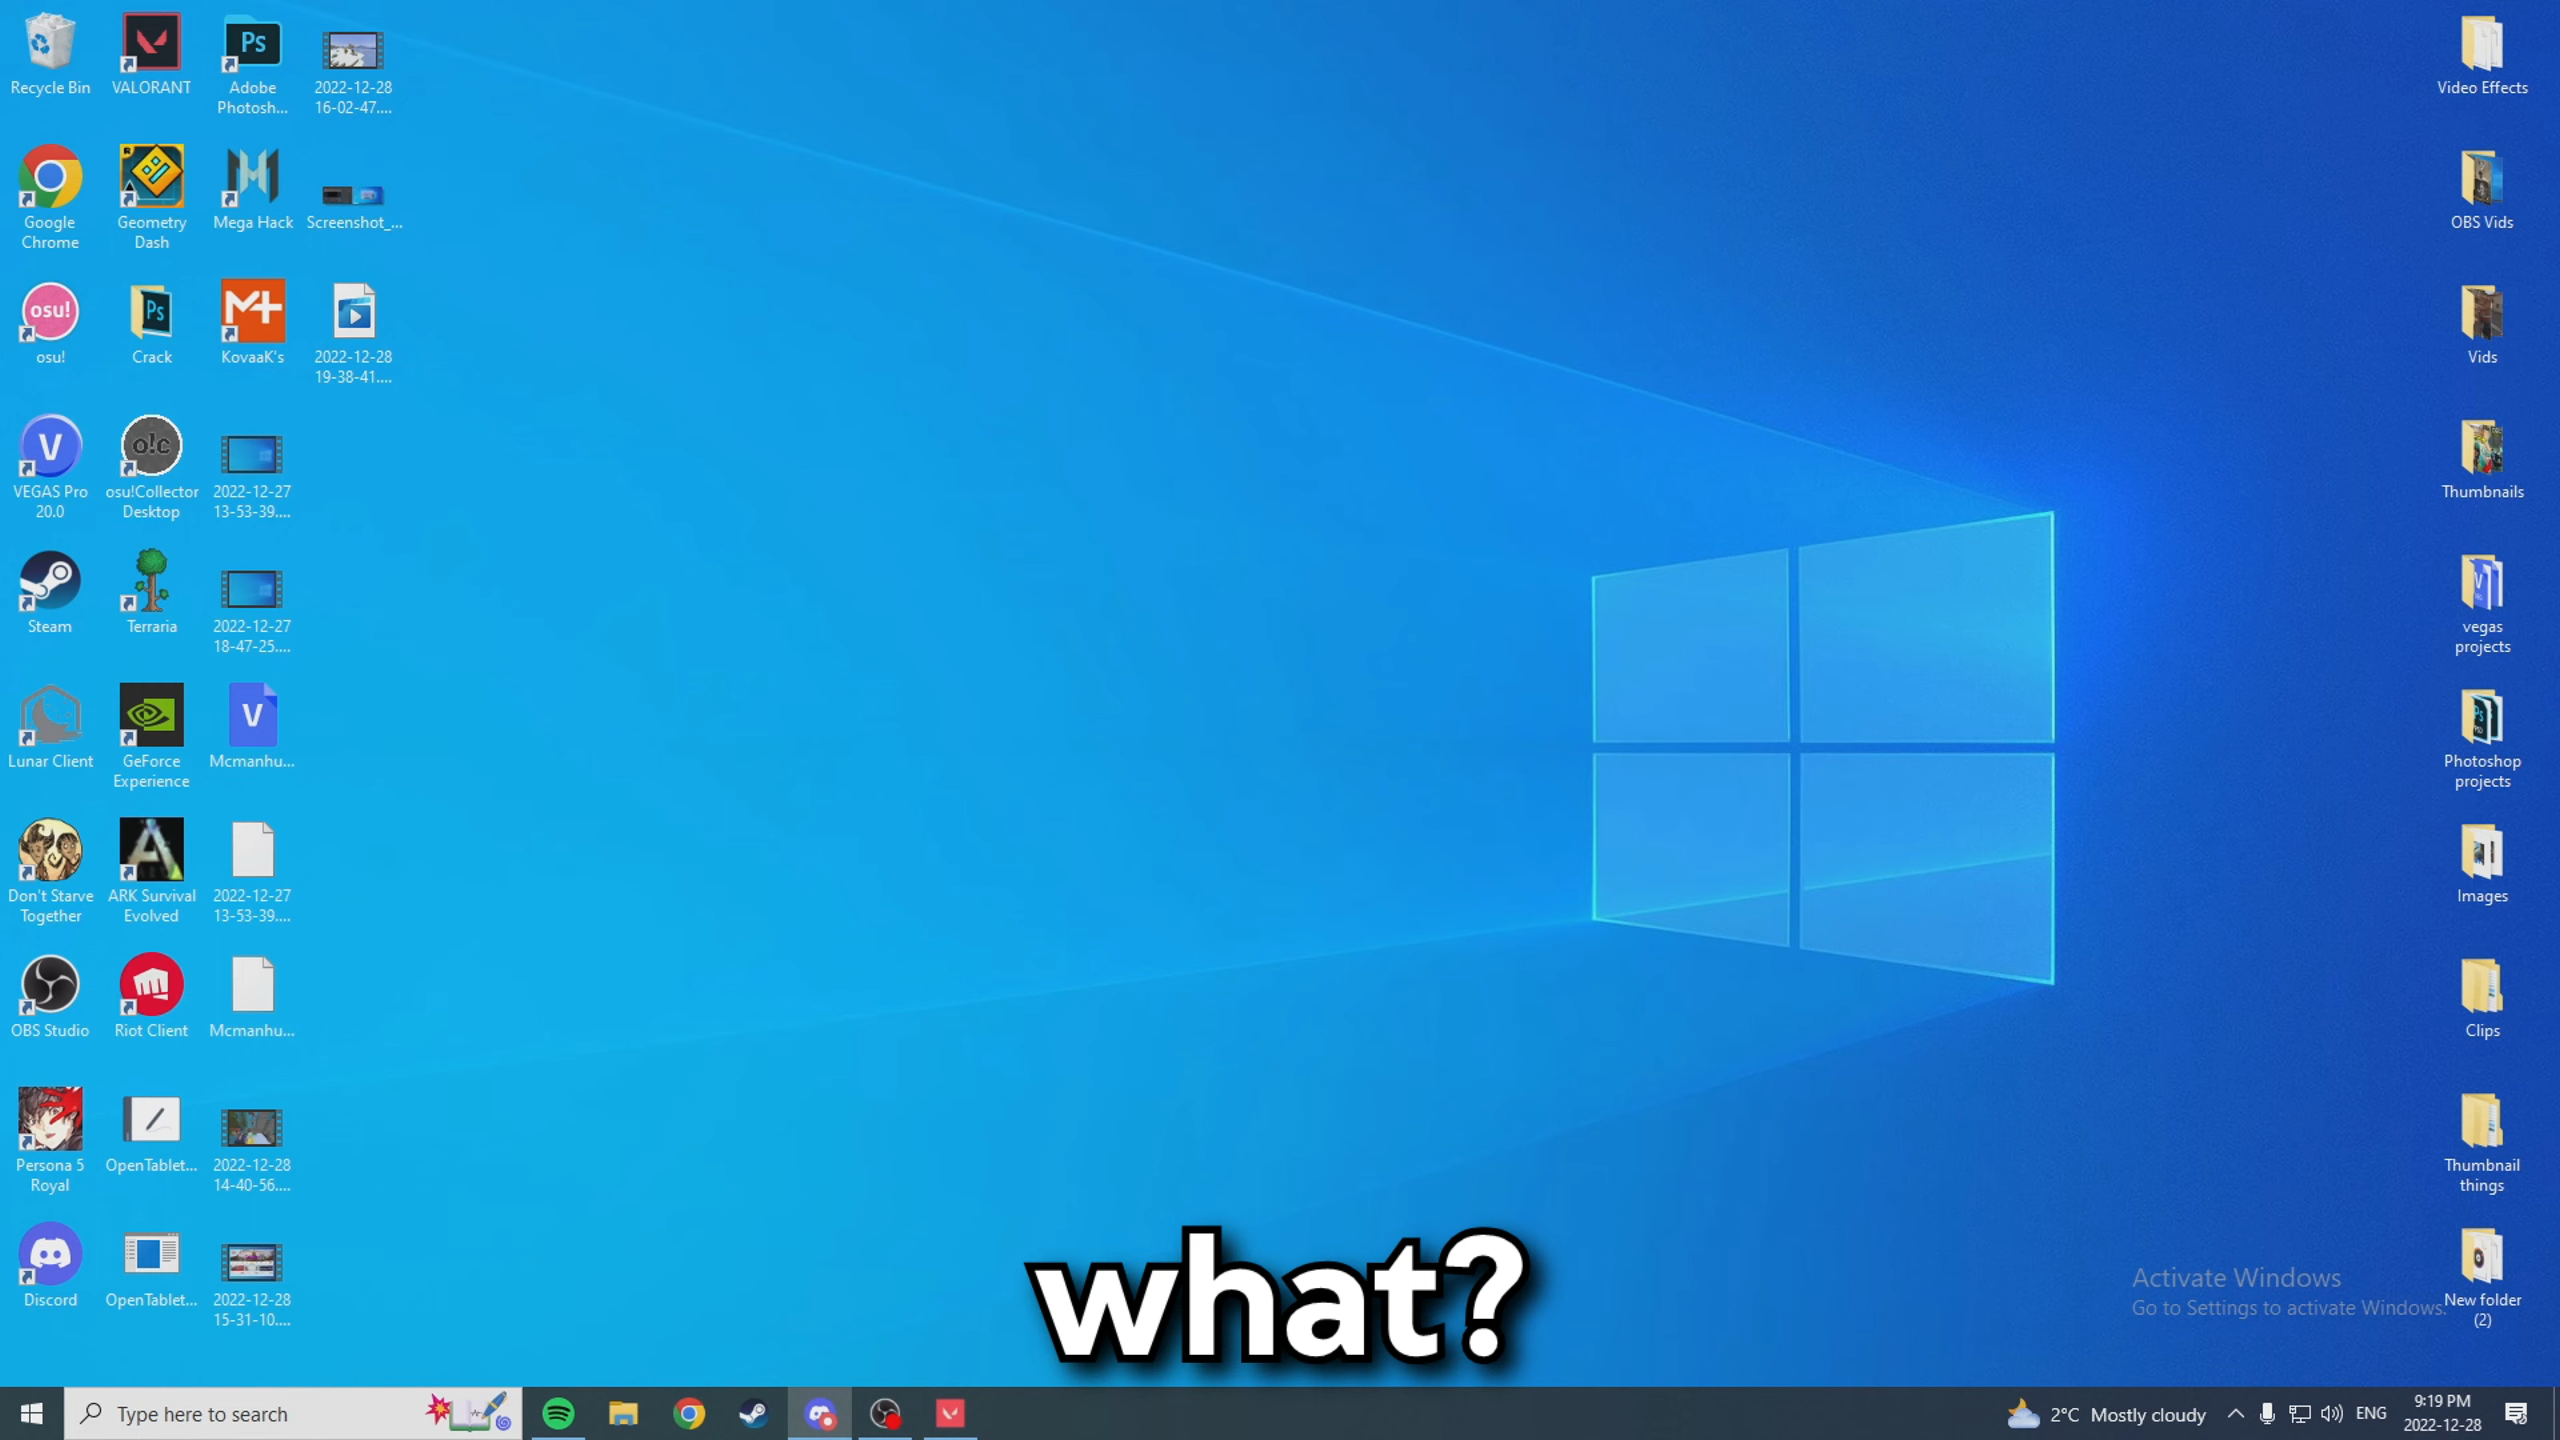 Recycle Bin
VALORANT
Adobe
Photosh...
2022-12-28
16-02-47....
Video Effects
Google
Chrome
Geometry
Dash
Mega Hack
Screenshot_...
OBS Vids
osu!
osu!
Crack
KovaaK's
2022-12-28
19-38-41....
Vids
VEGAS Pro
20.0
o!c
osu!Collector
Desktop
2022-12-27
13-53-39....
Thumbnails
Steam
Terraria
2022-12-27
18-47-25....
vegas
projects
Lunar Client
GeForce
Experience
Mcmanhu...
Photoshop
projects
Don't Starve
Together
ARK Survival
Evolved
2022-12-27
13-53-39....
Images
OBS Studio
Riot Client
Mcmanhu...
Clips
Persona 5
Royal
OpenTablet...
2022-12-28
14-40-56....
Thumbnail
things
Discord
OpenTablet...
2022-12-28
15-31-10....
what?
Activate Windows
Go to Settings to activate Windows.
New folder
(2)
Type here to search
2°C Mostly cloudy
ENG
9:19 PM
2022-12-28